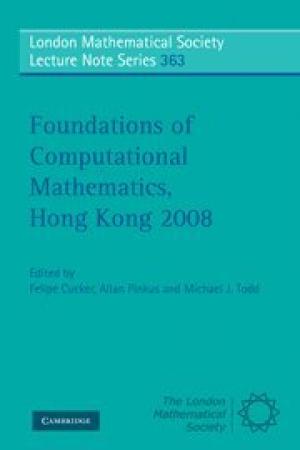 London Mathematical Society
Lecture Note Series 363
Foundations of
Computational
Mathematics,
Hong Kong 2008
Edited by
Felipe Cucker, Allan Pinkus and Michael J. Todd
CAMBRIDGE
The London
Mathematical
Society